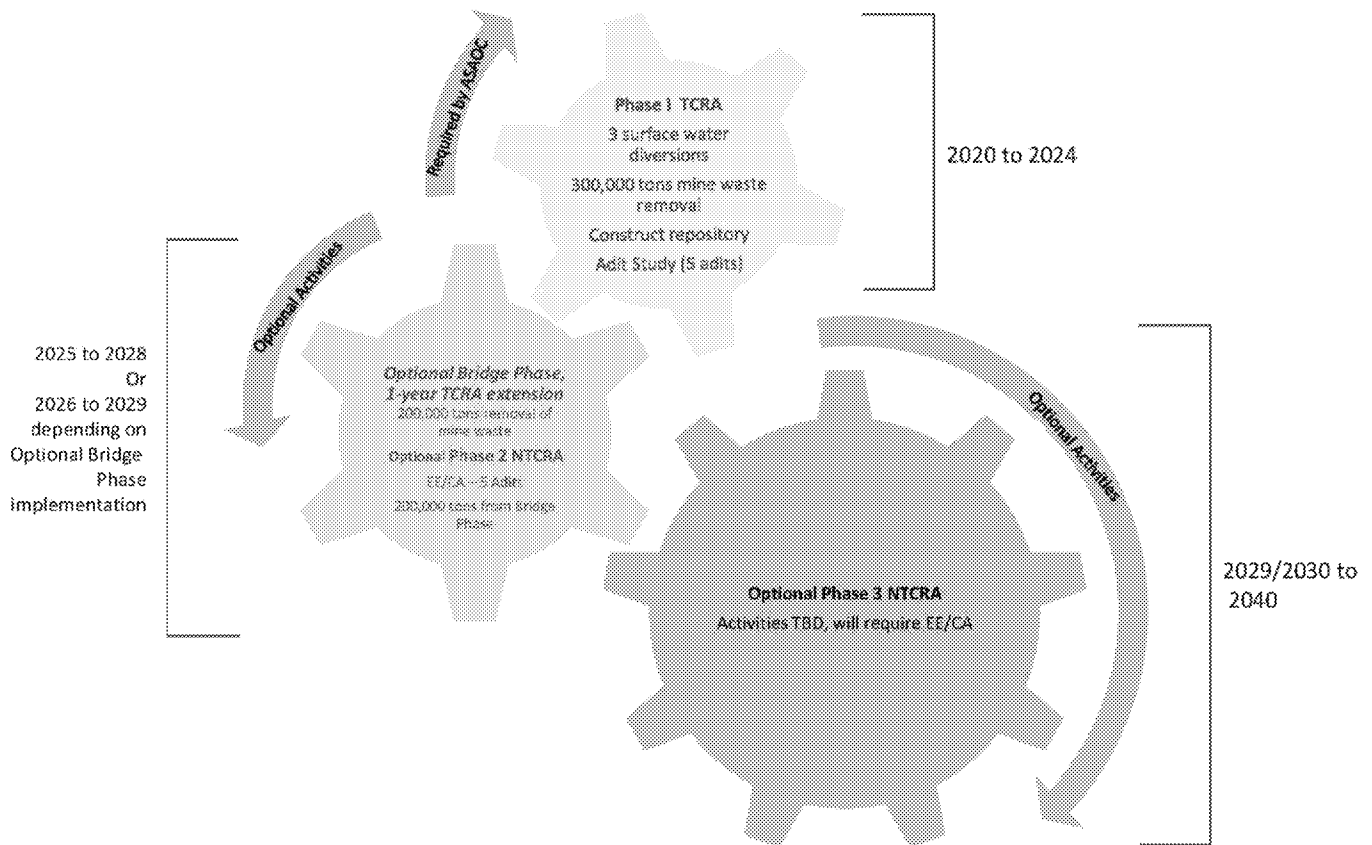 Required by ASAOC
Phase I TCRA
3 surface water
diversions
300,000 tons mine waste
removal
Construct repository
Adit Study (5 adits)
2020 to 2024
Optional Activities
2025 to 2028
Or
2026 to 2029
depending on
Optional Bridge
Phase
implementation
Optional Bridge Phase,
1-year TCRA extension
200,000 tons removal of
mine waste
Optional Phase 2 NTCRA
EE/CA – 5 Adits
200,000 tons from Bridge
Phase
Optional Activities
Optional Phase 3 NTCRA
Activities TBD, will require EE/CA
2029/2030 to
2040